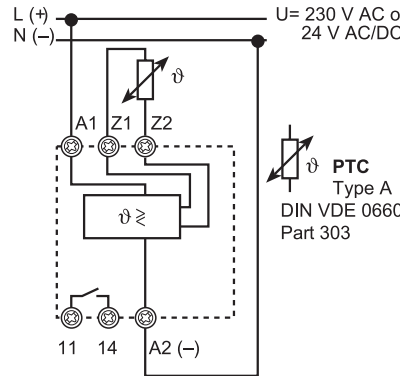 L (+)
U= 230 V AC o
N (–)
24 V AC/DC
A1 Z1 Z2
ϑ
ϑ PTC
Type A
DIN VDE 0660
Part 303
ϑ ≷
11 14 A2 (–)